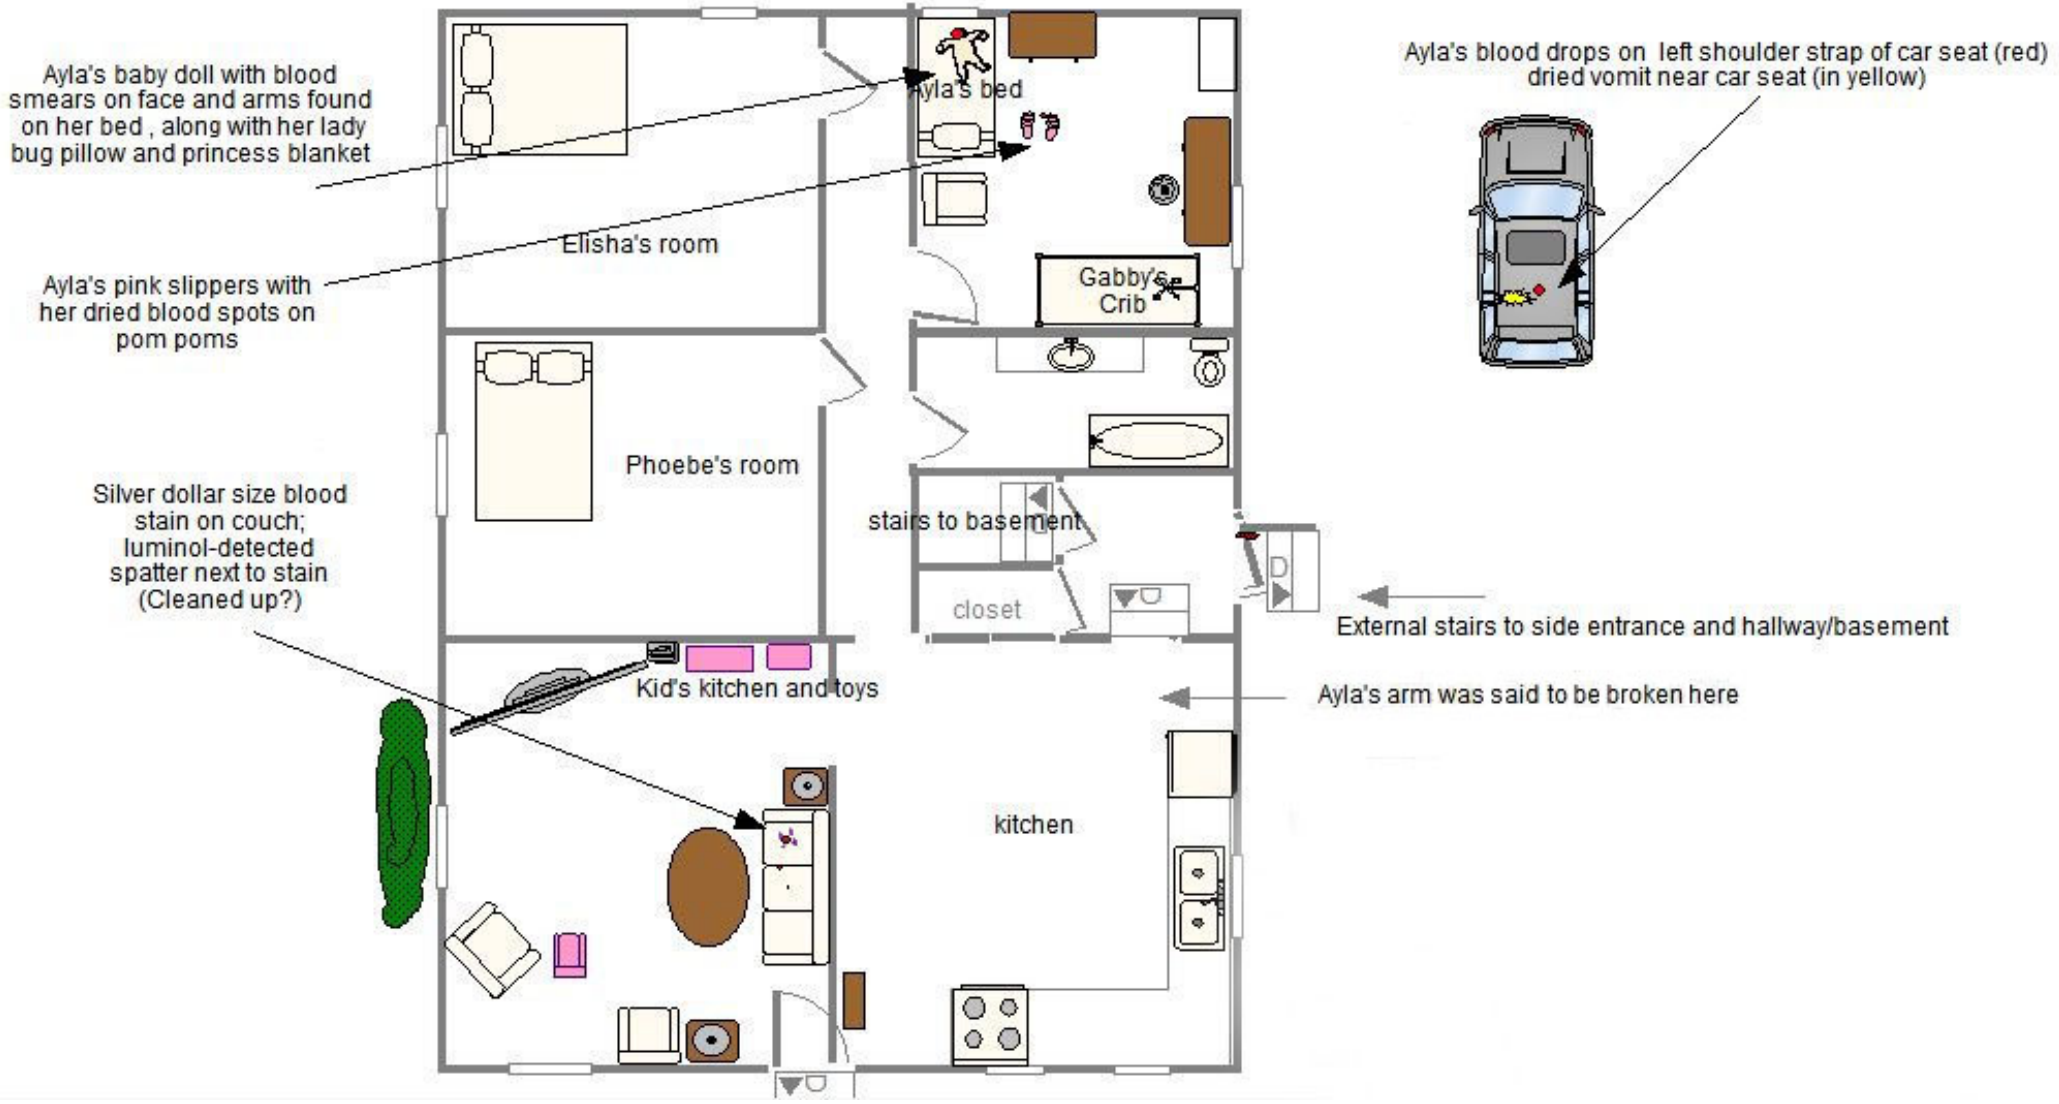 Ayla's baby doll with blood
smears on face and arms found
on her bed , along with her lady
bug pillow and princess blanket
Ayla's pink slippers with
her dried blood spots on
pom poms
Silver dollar size blood
stain on couch;
luminol-detected
spatter next to stain
(Cleaned up?)
Elisha's room
Ayla's bed
Gabby's
Crib
Phoebe's room
stairs to basement
D
closet
D
D
Kid's kitchen and toys
kitchen
D
Ayla's blood drops on left shoulder strap of car seat (red)
dried vomit near car seat (in yellow)
External stairs to side entrance and hallway/basement
Ayla's arm was said to be broken here